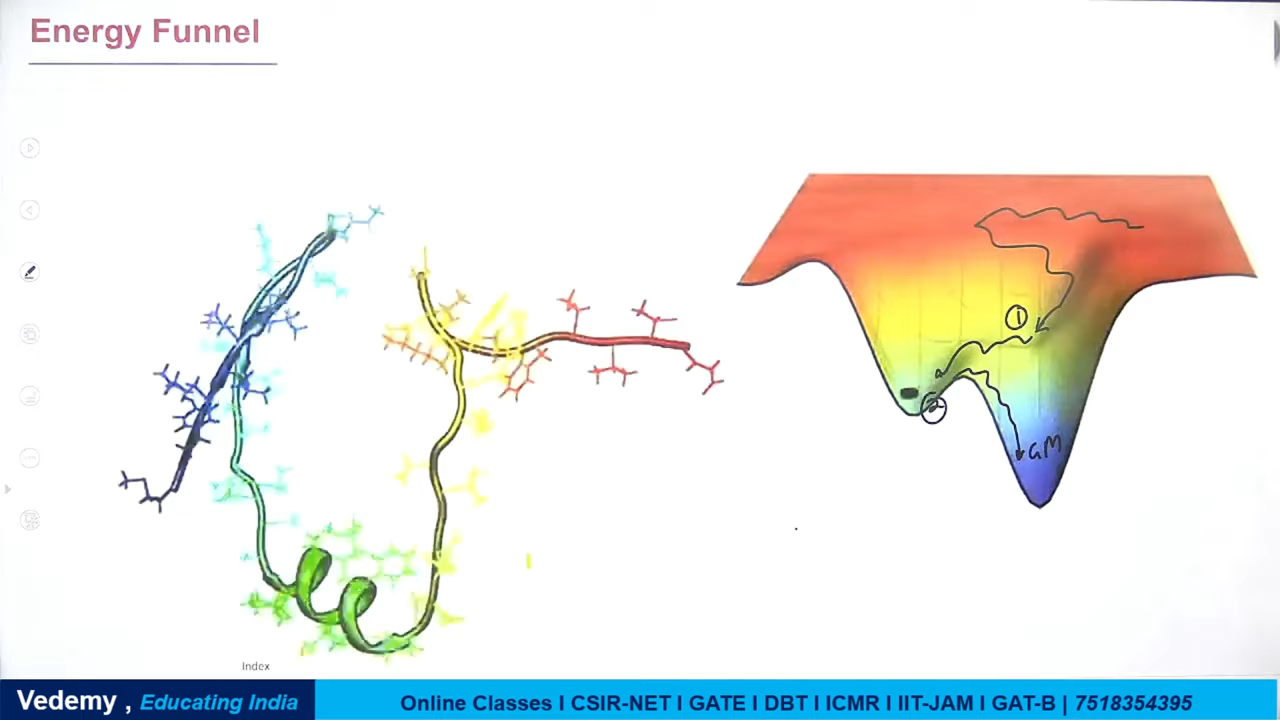 Energy Funnel
1
2
GM
Index
Vedemy , Educating India
Online Classes I CSIR-NET I GATE I DBT I ICMR I IIT-JAM I GAT-B | 7518354395